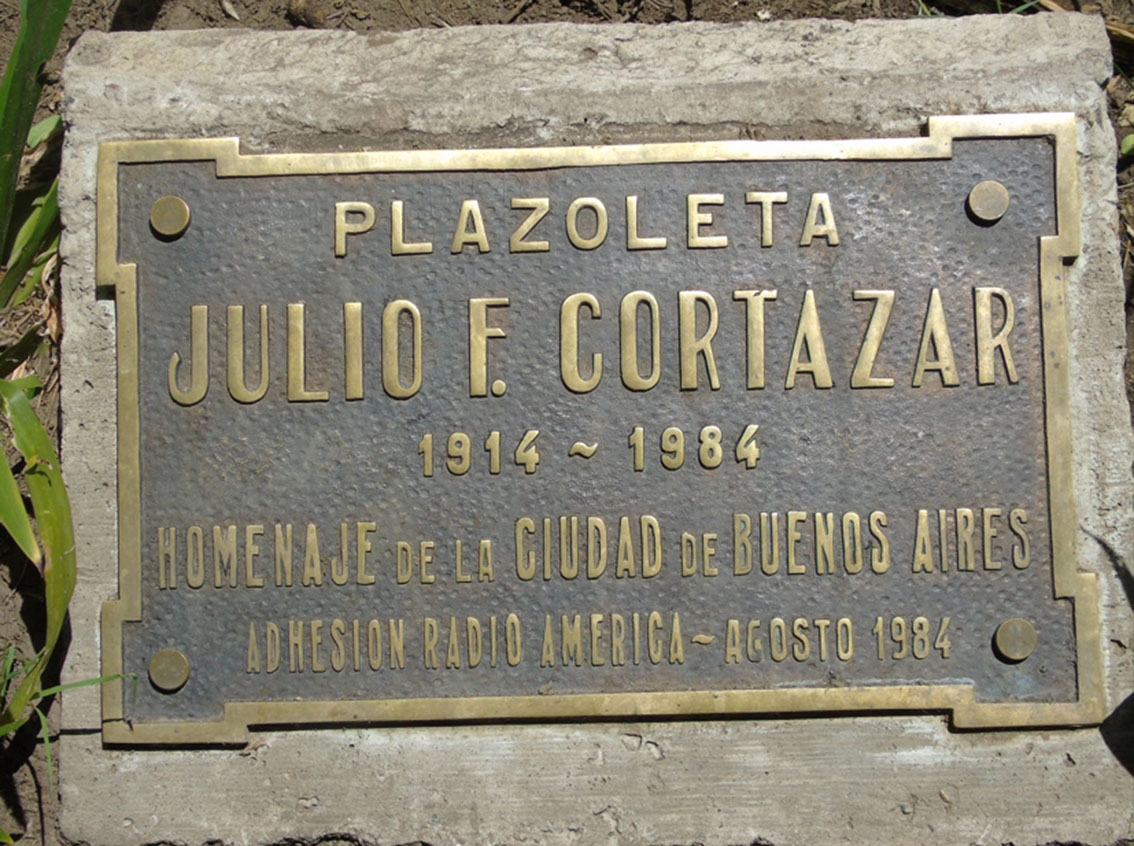 PLAZOLETA
JULIO F. CORTAZAR
1914 ~ 1984
HOMENAJE DE LA CIUDAD DE BUENOS AIRES
ADHESION RADIO AMERICA ~ AGOSTO 1984